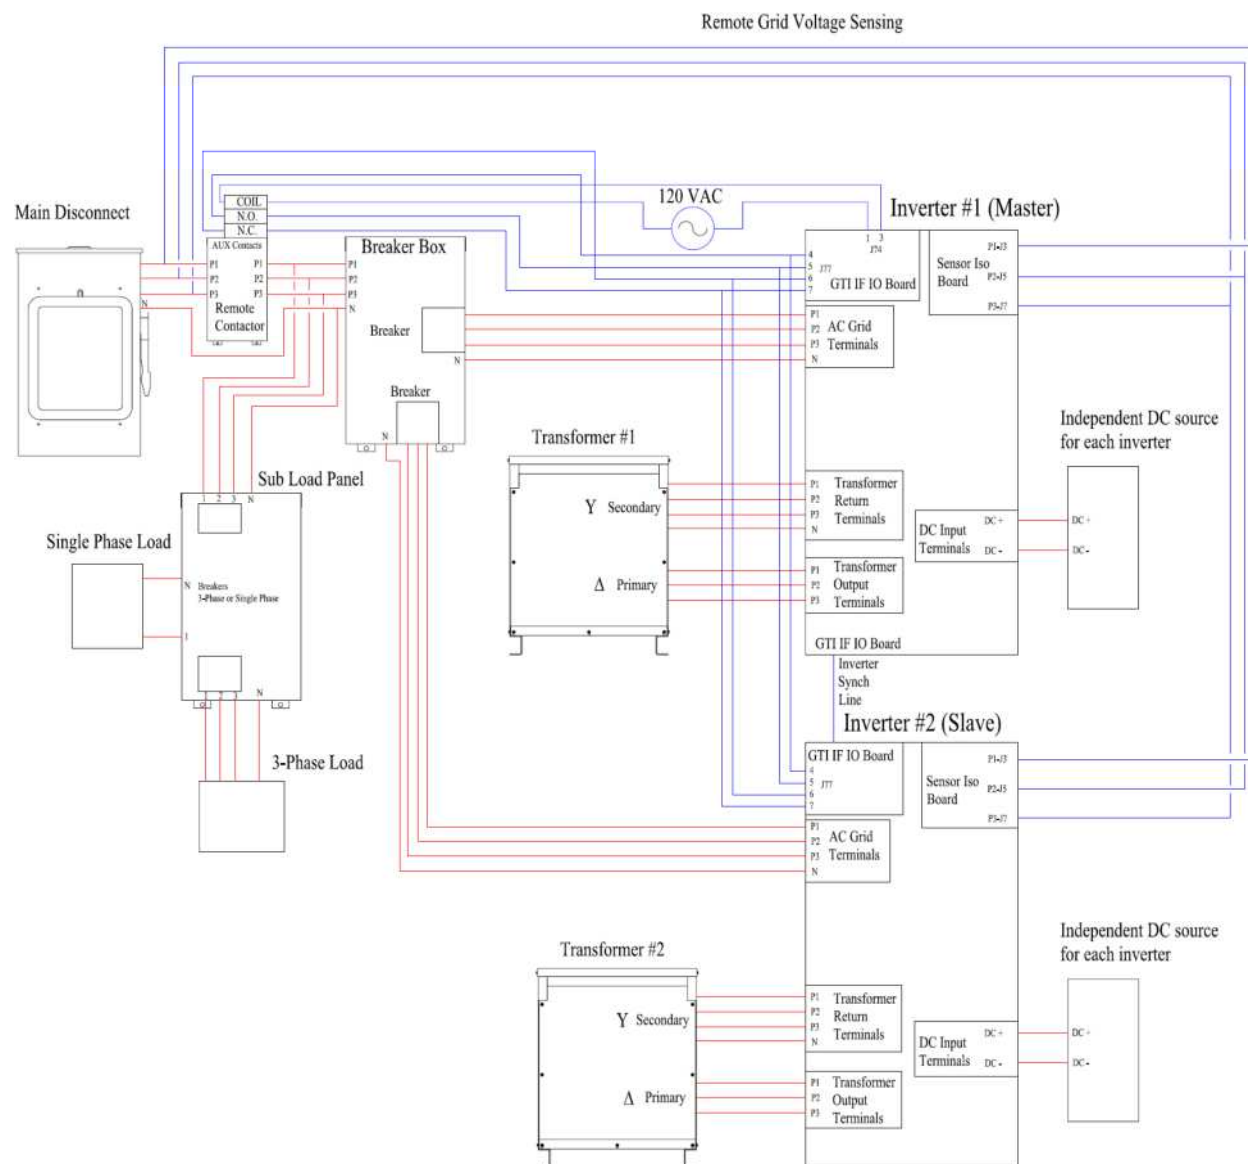 Remote Grid Voltage Sensing
Main Disconnect
N
COIL
N.O.
N.C.
AUX Contacts
P1 P1
P2 P2
P3 P3
Remote
Contactor
Breaker Box
P1
P2
P3
N
Breaker
N
Breaker
N
120 VAC
Inverter #1 (Master)
1 3
J74
4
5 J77
6
7
GTI IF IO Board
Sensor Iso
Board
P1-J3
P2-J5
P3-J7
P1
P2
P3
N
AC Grid
Terminals
Transformer #1
Y Secondary
Δ Primary
P1
P2
P3
N
Transformer
Return
Terminals
P1
P2
P3
Transformer
Output
Terminals
DC Input
Terminals
DC +
DC -
Independent DC source
for each inverter
DC +
DC -
GTI IF IO Board
Inverter
Synch
Line
Sub Load Panel
1 2 3 N
Single Phase Load
N
Breakers
3-Phase or Single Phase
1
1 2 3 N
3-Phase Load
Inverter #2 (Slave)
GTI IF IO Board
4
5 J77
6
7
Sensor Iso
Board
P1-J3
P2-J5
P3-J7
P1
P2
P3
N
AC Grid
Terminals
Transformer #2
Y Secondary
Δ Primary
P1
P2
P3
N
Transformer
Return
Terminals
P1
P2
P3
Transformer
Output
Terminals
DC Input
Terminals
DC +
DC -
Independent DC source
for each inverter
DC +
DC -